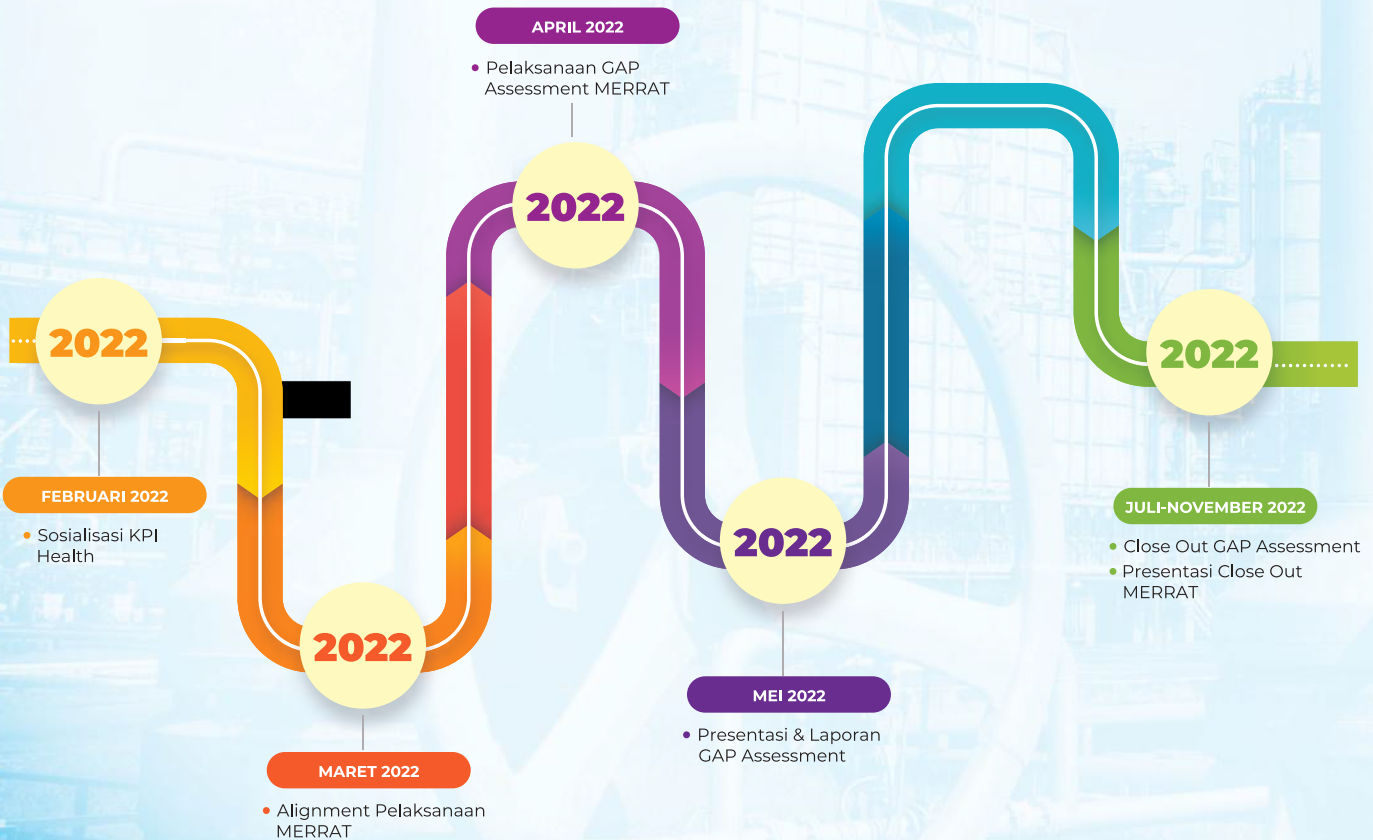 2022
FEBRUARI 2022
• Sosialisasi KPI
Health
2022
MARET 2022
• Alignment Pelaksanaan
MERRAT
APRIL 2022
• Pelaksanaan GAP
Assessment MERRAT
2022
2022
MEI 2022
• Presentasi & Laporan
GAP Assessment
2022
JULI-NOVEMBER 2022
• Close Out GAP Assessment
• Presentasi Close Out
MERRAT